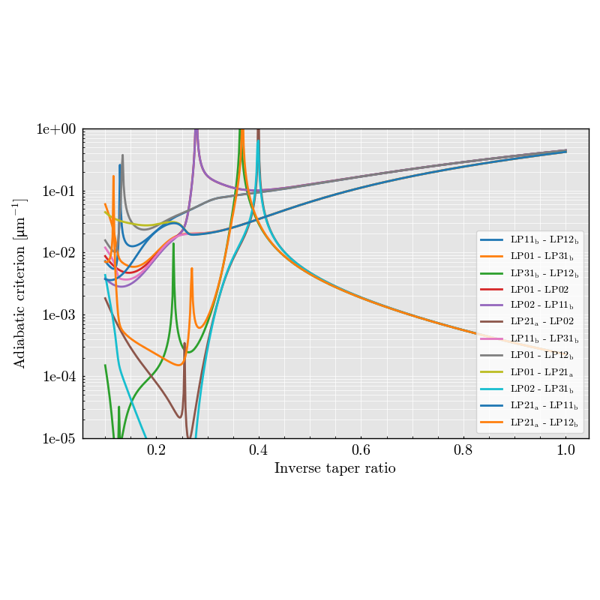 1e+00
1e-01
1e-02
1e-03
1e-04
1e-05
Adiabatic criterion [µm⁻¹]
0.2
0.4
0.6
0.8
1.0
Inverse taper ratio
LP11b - LP12b
LP01 - LP31b
LP31b - LP12b
LP01 - LP02
LP02 - LP11b
LP21a - LP02
LP11b - LP31b
LP01 - LP12b
LP01 - LP21a
LP02 - LP31b
LP21a - LP11b
LP21a - LP12b